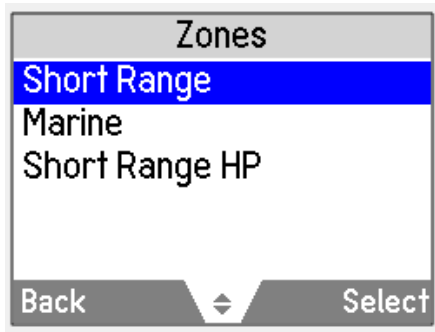 Zones
Short Range
Marine
Short Range HP
Back Select